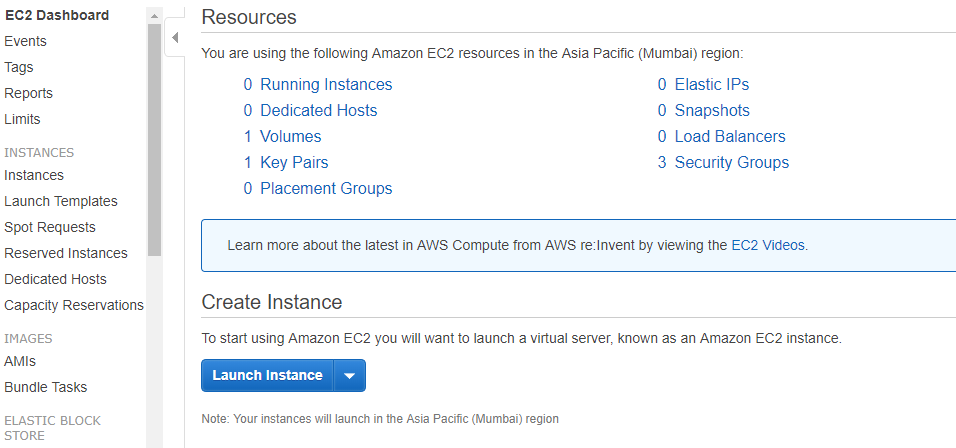 EC2 Dashboard
Events
Tags
Reports
Limits
INSTANCES
Instances
Launch Templates
Spot Requests
Reserved Instances
Dedicated Hosts
Capacity Reservations
IMAGES
AMIs
Bundle Tasks
ELASTIC BLOCK
STORE
Resources
You are using the following Amazon EC2 resources in the Asia Pacific (Mumbai) region:
0 Running Instances
0 Dedicated Hosts
1 Volumes
1 Key Pairs
0 Placement Groups
0 Elastic IPs
0 Snapshots
0 Load Balancers
3 Security Groups
Learn more about the latest in AWS Compute from AWS re:Invent by viewing the EC2 Videos.
Create Instance
To start using Amazon EC2 you will want to launch a virtual server, known as an Amazon EC2 instance.
Launch Instance
Note: Your instances will launch in the Asia Pacific (Mumbai) region